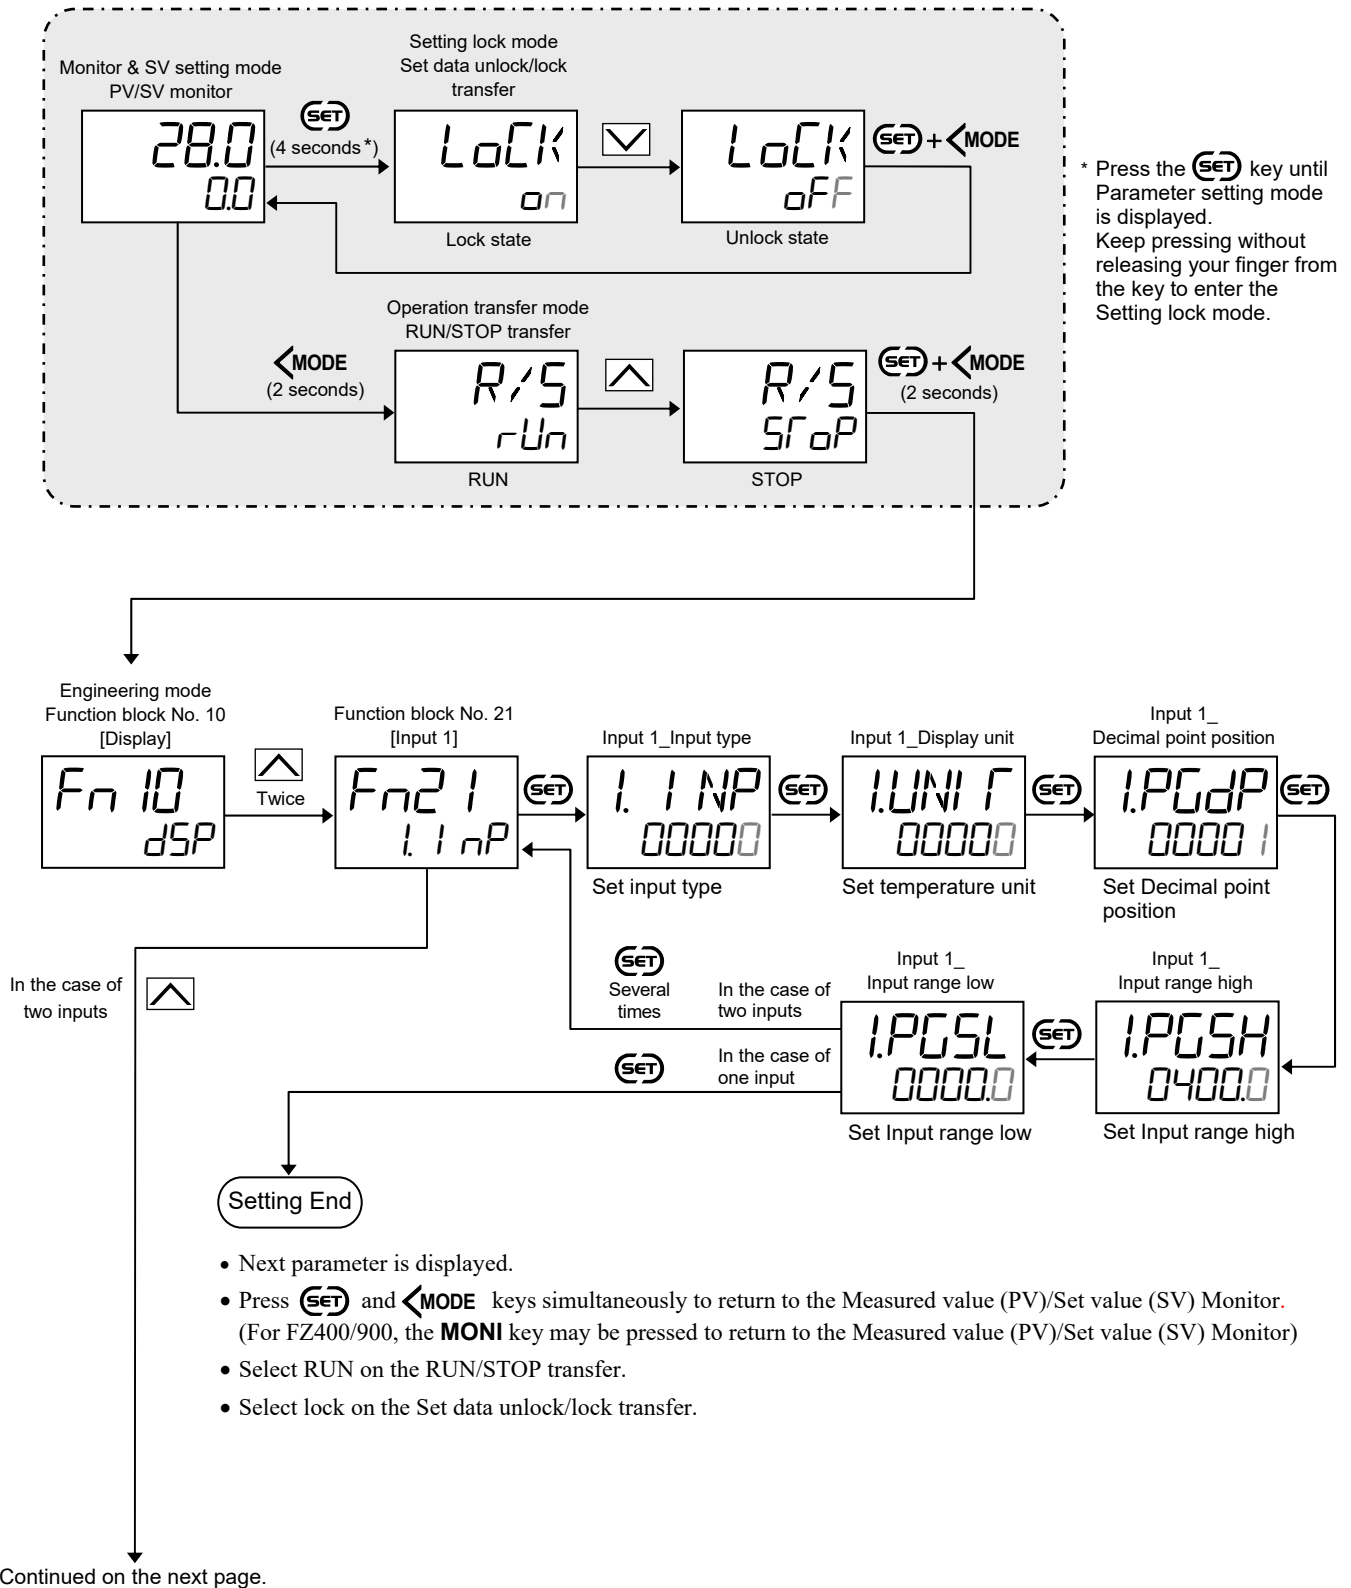 Monitor & SV setting mode
PV/SV monitor
28.0
0.0
SET
(4 seconds*)
Setting lock mode
Set data unlock/lock
transfer
LoCK
on
Lock state
LoCK
oFF
Unlock state
SET + <MODE
* Press the SET key until
Parameter setting mode
is displayed.
Keep pressing without
releasing your finger from
the key to enter the
Setting lock mode.
<MODE
(2 seconds)
Operation transfer mode
RUN/STOP transfer
R/S
rUn
RUN
R/S
SToP
STOP
SET + <MODE
(2 seconds)
Engineering mode
Function block No. 10
[Display]
Fn 10
dSP
Twice
Function block No. 21
[Input 1]
Fn21
1. I nP
SET
Input 1_Input type
1. I NP
00000
Set input type
SET
Input 1_Display unit
1.UNI T
00000
Set temperature unit
SET
Input 1_
Decimal point position
1.PGdP
00001
Set Decimal point
position
SET
Input 1_
Input range high
1.PGSH
0400.0
Set Input range high
SET
Input 1_
Input range low
1.PGSL
0000.0
Set Input range low
SET
Several
times
In the case of
two inputs
SET
In the case of
one input
In the case of
two inputs
Setting End
• Next parameter is displayed.
• Press SET and <MODE keys simultaneously to return to the Measured value (PV)/Set value (SV) Monitor.
(For FZ400/900, the MONI key may be pressed to return to the Measured value (PV)/Set value (SV) Monitor)
• Select RUN on the RUN/STOP transfer.
• Select lock on the Set data unlock/lock transfer.
Continued on the next page.